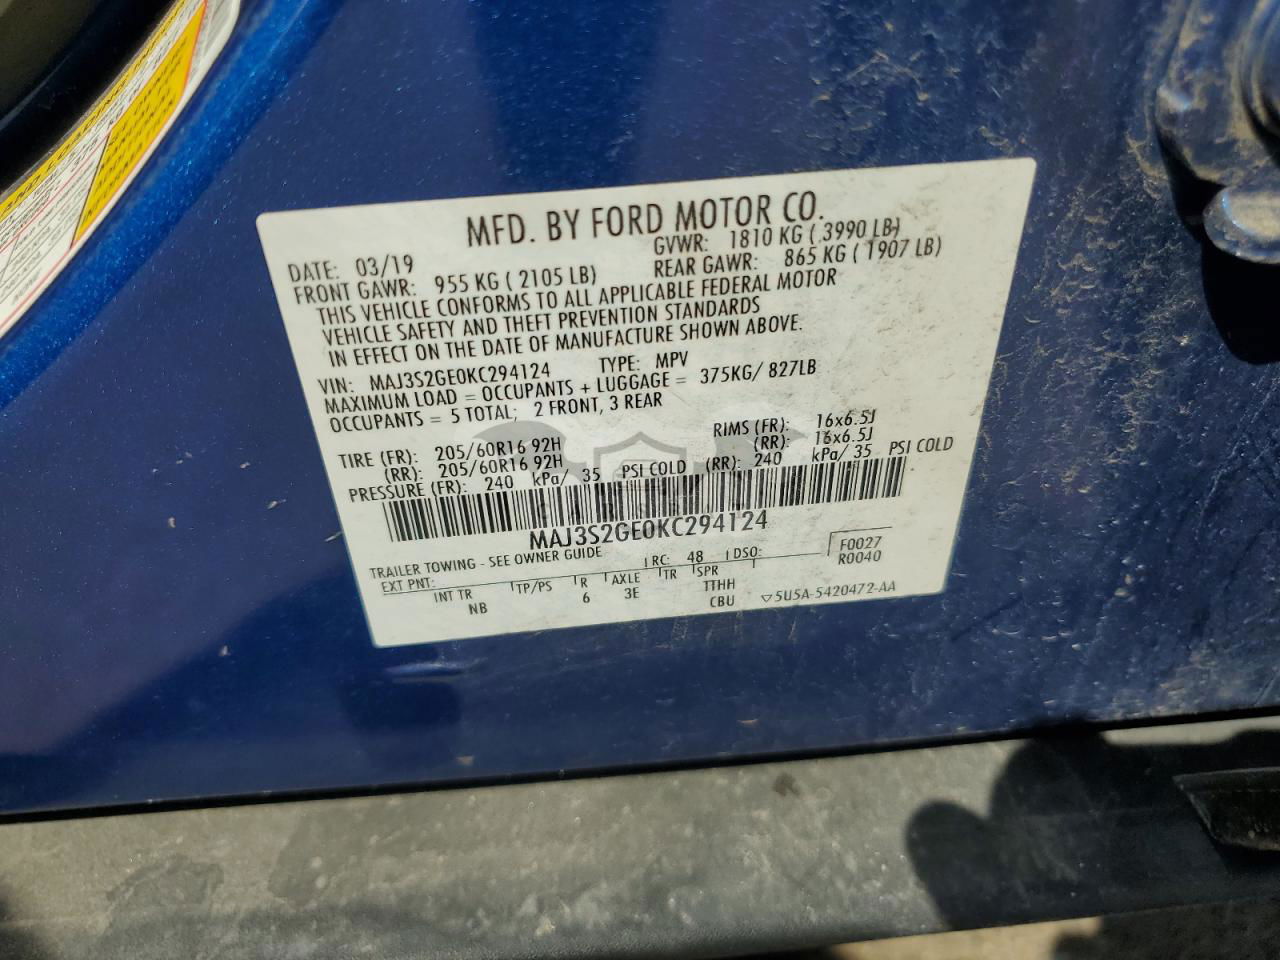 MFD. BY FORD MOTOR CO.
DATE: 03/19 GVWR: 1810 KG ( 3990 LB)
FRONT GAWR: 955 KG ( 2105 LB) REAR GAWR: 865 KG ( 1907 LB)
THIS VEHICLE CONFORMS TO ALL APPLICABLE FEDERAL MOTOR
VEHICLE SAFETY AND THEFT PREVENTION STANDARDS
IN EFFECT ON THE DATE OF MANUFACTURE SHOWN ABOVE.
VIN: MAJ3S2GE0KC294124 TYPE: MPV
MAXIMUM LOAD = OCCUPANTS + LUGGAGE = 375KG/ 827LB
OCCUPANTS = 5 TOTAL; 2 FRONT, 3 REAR
TIRE (FR): 205/60R16 92H RIMS (FR): 16x6.5J
(RR): 205/60R16 92H (RR): 16x6.5J
PRESSURE (FR): 240 kPa/ 35 PSI COLD (RR): 240 kPa/ 35 PSI COLD
MAJ3S2GE0KC294124
TRAILER TOWING - SEE OWNER GUIDE F0027
EXT PNT: RC: 48 DSO: R0040
INT TR TP/PS R AXLE TR SPR
NB 6 3E TTHH
CBU ▽5U5A-5420472-AA